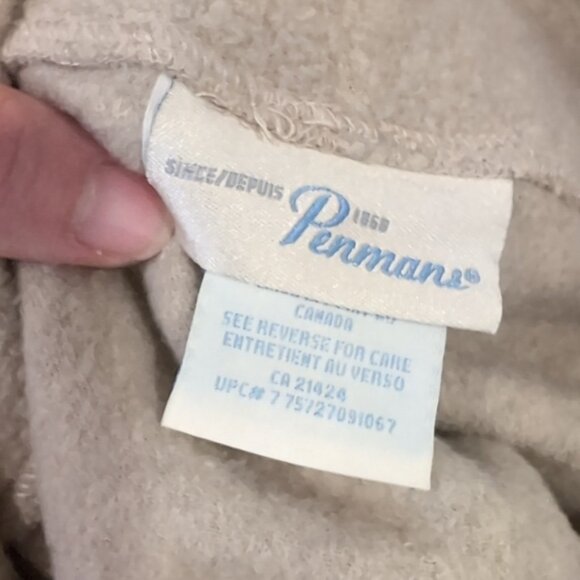 SINCE/DEPUIS 1868
Penmans®
CANADA
SEE REVERSE FOR CARE
ENTRETIENT AU VERSO
CA 21424
UPC# 7 75727091067